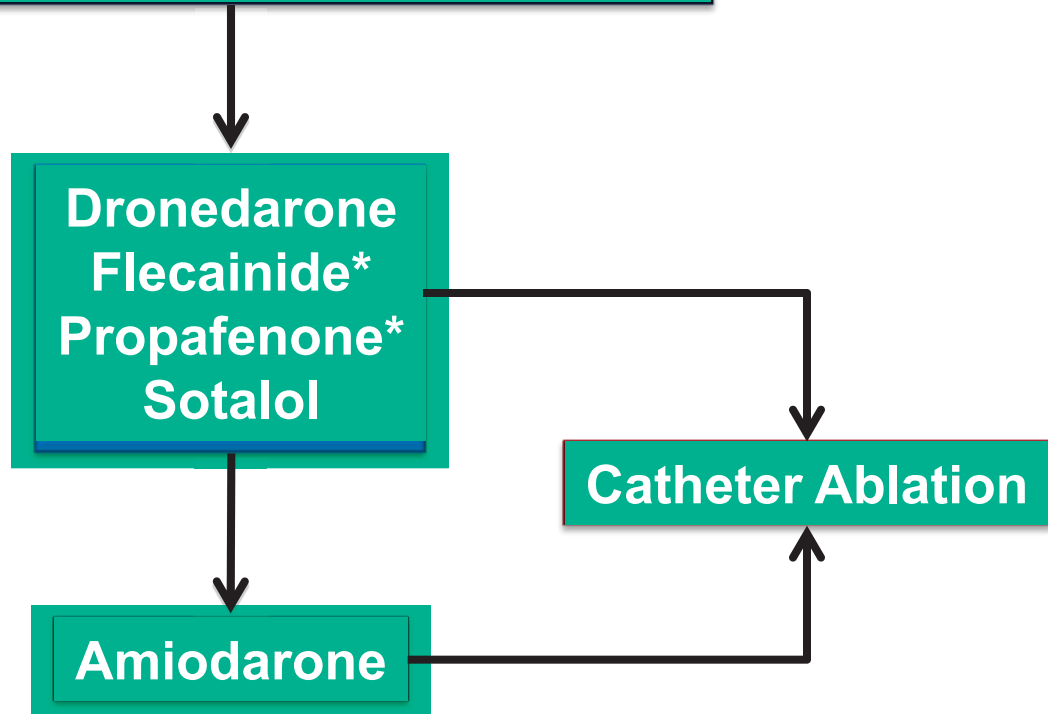 Dronedarone
Flecainide*
Propafenone*
Sotalol
Catheter Ablation
Amiodarone